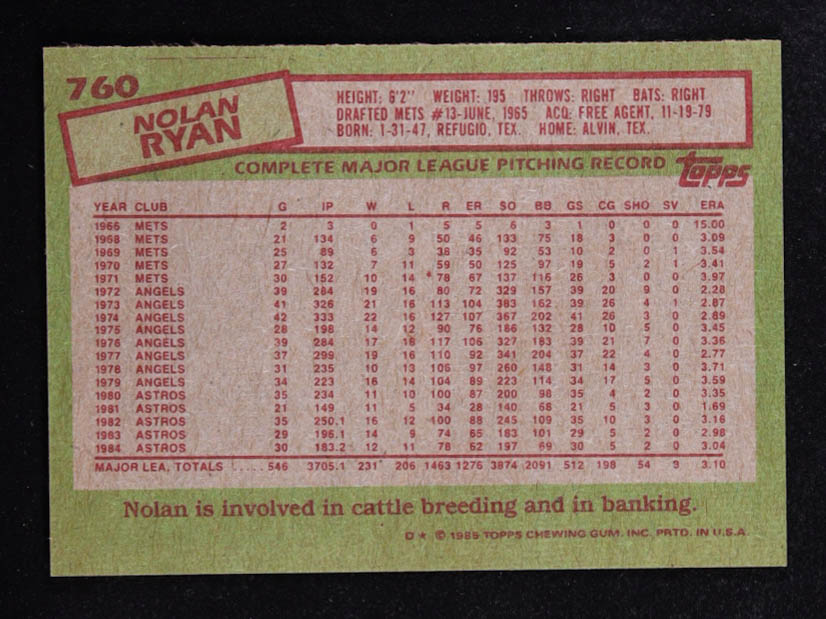 760
NOLAN
RYAN
HEIGHT: 6'2" WEIGHT: 195 THROWS: RIGHT BATS: RIGHT
DRAFTED METS #13-JUNE, 1965 ACQ: FREE AGENT, 11-19-79
BORN: 1-31-47, REFUGIO, TEX. HOME: ALVIN, TEX.
COMPLETE MAJOR LEAGUE PITCHING RECORD topps
YEAR CLUB G IP W L R ER SO BB GS CG SHO SV ERA
1966 METS 2 3 0 1 5 5 6 3 1 0 0 0 15.00
1968 METS 21 134 6 9 50 46 133 75 18 3 0 0 3.09
1969 METS 25 89 6 3 38 35 92 53 10 2 0 1 3.54
1970 METS 27 132 7 11 59 50 125 97 19 5 2 1 3.41
1971 METS 30 152 10 14 78 67 137 116 26 3 0 0 3.97
1972 ANGELS 39 284 19 16 80 72 329 157 39 20 9 0 2.28
1973 ANGELS 41 326 21 16 113 104 383 162 39 26 4 1 2.87
1974 ANGELS 42 333 22 16 127 107 367 202 41 26 3 0 2.89
1975 ANGELS 28 198 14 12 90 76 186 132 28 10 5 0 3.45
1976 ANGELS 39 284 17 18 117 106 327 183 39 21 7 0 3.36
1977 ANGELS 37 299 19 16 110 92 341 204 37 22 4 0 2.77
1978 ANGELS 31 235 10 13 106 97 260 148 31 14 3 0 3.71
1979 ANGELS 34 223 16 14 104 89 223 114 34 17 5 0 3.59
1980 ASTROS 35 234 11 10 100 87 200 98 35 4 2 0 3.35
1981 ASTROS 21 149 11 5 34 28 140 68 21 5 3 0 1.69
1982 ASTROS 35 250.1 16 12 100 88 245 109 35 10 3 0 3.16
1983 ASTROS 29 196.1 14 9 74 65 183 101 29 5 2 0 2.98
1984 ASTROS 30 183.2 12 11 78 62 197 69 30 5 2 0 3.04
MAJOR LEA. TOTALS ..... 546 3705.1 231 206 1463 1276 3874 2091 512 198 54 3 3.10
Nolan is involved in cattle breeding and in banking.
D★ © 1985 TOPPS CHEWING GUM. INC. PRTD. IN U.S.A.